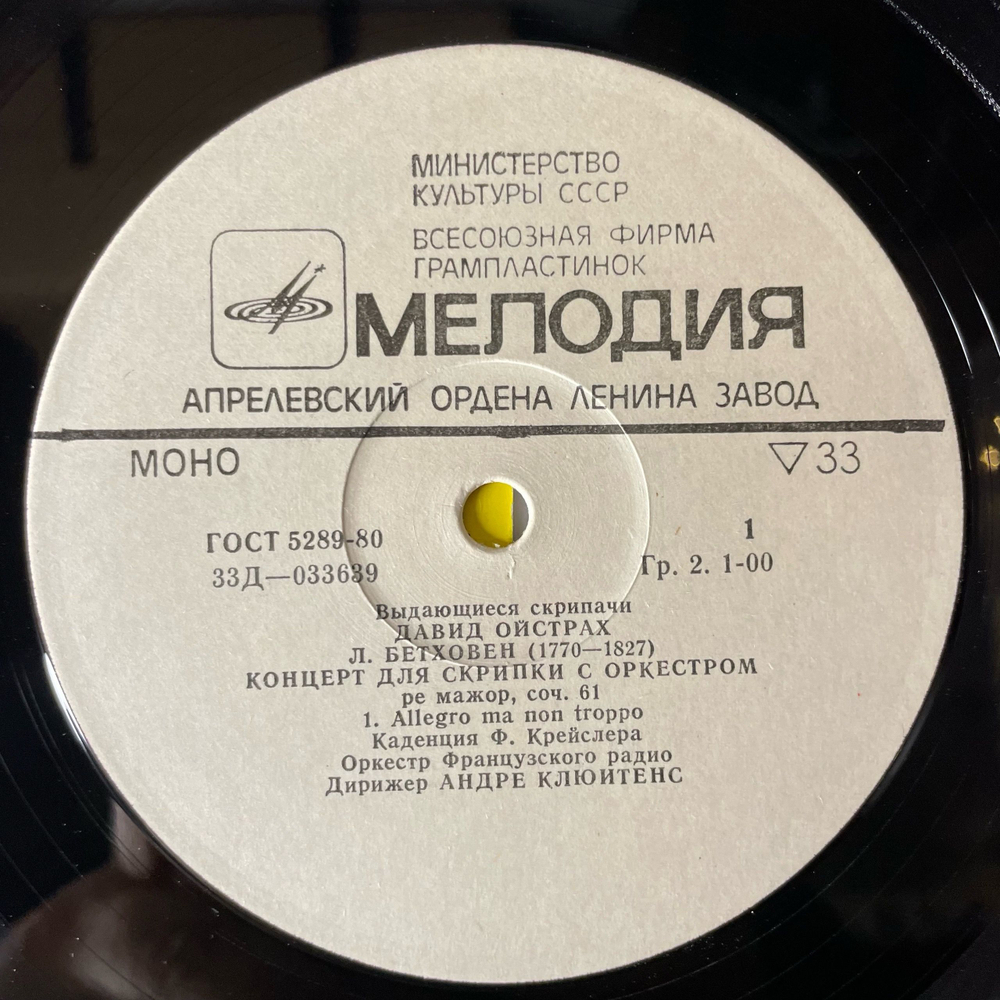 МИНИСТЕРСТВО
КУЛЬТУРЫ СССР
ВСЕСОЮЗНАЯ ФИРМА
ГРАМПЛАСТИНОК
МЕЛОДИЯ
АПРЕЛЕВСКИЙ ОРДЕНА ЛЕНИНА ЗАВОД
МОНО ▽33
ГОСТ 5289-80 1
33Д—033639 Гр. 2. 1-00
Выдающиеся скрипачи
ДАВИД ОЙСТРАХ
Л. БЕТХОВЕН (1770—1827)
КОНЦЕРТ ДЛЯ СКРИПКИ С ОРКЕСТРОМ
ре мажор, соч. 61
1. Allegro ma non troppo
Каденция Ф. Крейслера
Оркестр Французского радио
Дирижер АНДРЕ КЛЮИТЕНС